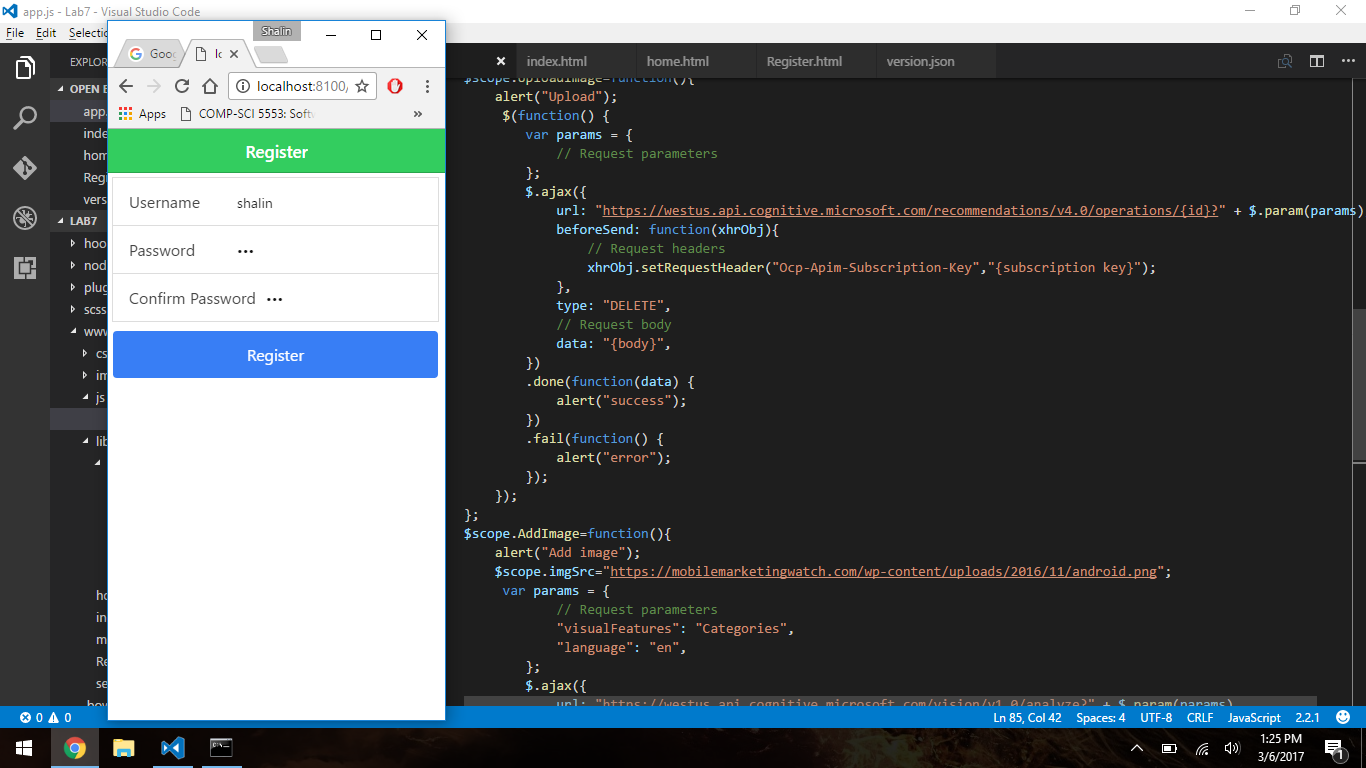 app.js - Lab7 - Visual Studio Code
File Edit Selectio
Shalin
Goo
localhost:8100/
Apps COMP-SCI 5553: Soft
»
Register
Username shalin
Password •••
Confirm Password •••
Register
EXPLOR
OPEN E
app.
inde
hom
Regi
versi
LAB7
hoo
nod
plug
scss
www
cs
im
js
lib
ho
in
m
Re
se
index.html home.html Register.html version.json
$scope.UploadImage=function(){
alert("Upload");
$(function() {
var params = {
// Request parameters
};
$.ajax({
url: "https://westus.api.cognitive.microsoft.com/recommendations/v4.0/operations/{id}?" + $.param(params)
beforeSend: function(xhrObj){
// Request headers
xhrObj.setRequestHeader("Ocp-Apim-Subscription-Key","{subscription key}");
},
type: "DELETE",
// Request body
data: "{body}",
})
.done(function(data) {
alert("success");
})
.fail(function() {
alert("error");
});
});
};
$scope.AddImage=function(){
alert("Add image");
$scope.imgSrc="https://mobilemarketingwatch.com/wp-content/uploads/2016/11/android.png";
var params = {
// Request parameters
"visualFeatures": "Categories",
"language": "en",
};
$.ajax({
url: "https://westus.api.cognitive.microsoft.com/vision/v1.0/analyze?" + $.param(params)
0 0
Ln 85, Col 42 Spaces: 4 UTF-8 CRLF JavaScript 2.2.1
1:25 PM
3/6/2017
1